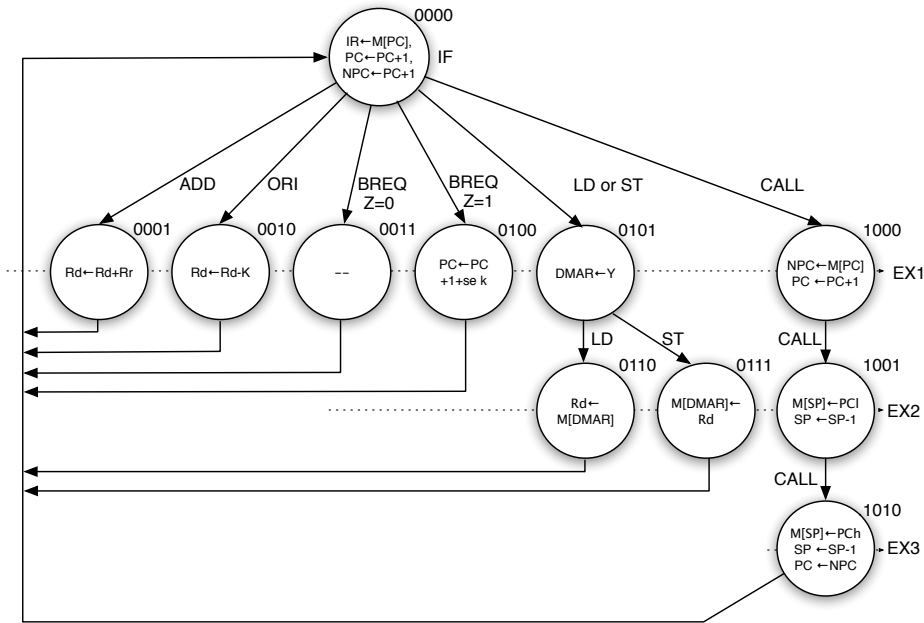 0000
IR←M[PC],
PC←PC+1,
NPC←PC+1
IF
ADD
ORI
BREQ
Z=0
BREQ
Z=1
LD or ST
CALL
0001
0010
0011
0100
0101
1000
Rd←Rd+Rr
Rd←Rd-K
--
PC←PC
+1+se k
DMAR←Y
NPC←M[PC]
PC ←PC+1
EX1
LD
ST
CALL
0110
0111
1001
Rd←
M[DMAR]
M[DMAR]←
Rd
M[SP]←PCl
SP ←SP-1
EX2
CALL
1010
M[SP]←PCh
SP ←SP-1
PC ←NPC
EX3